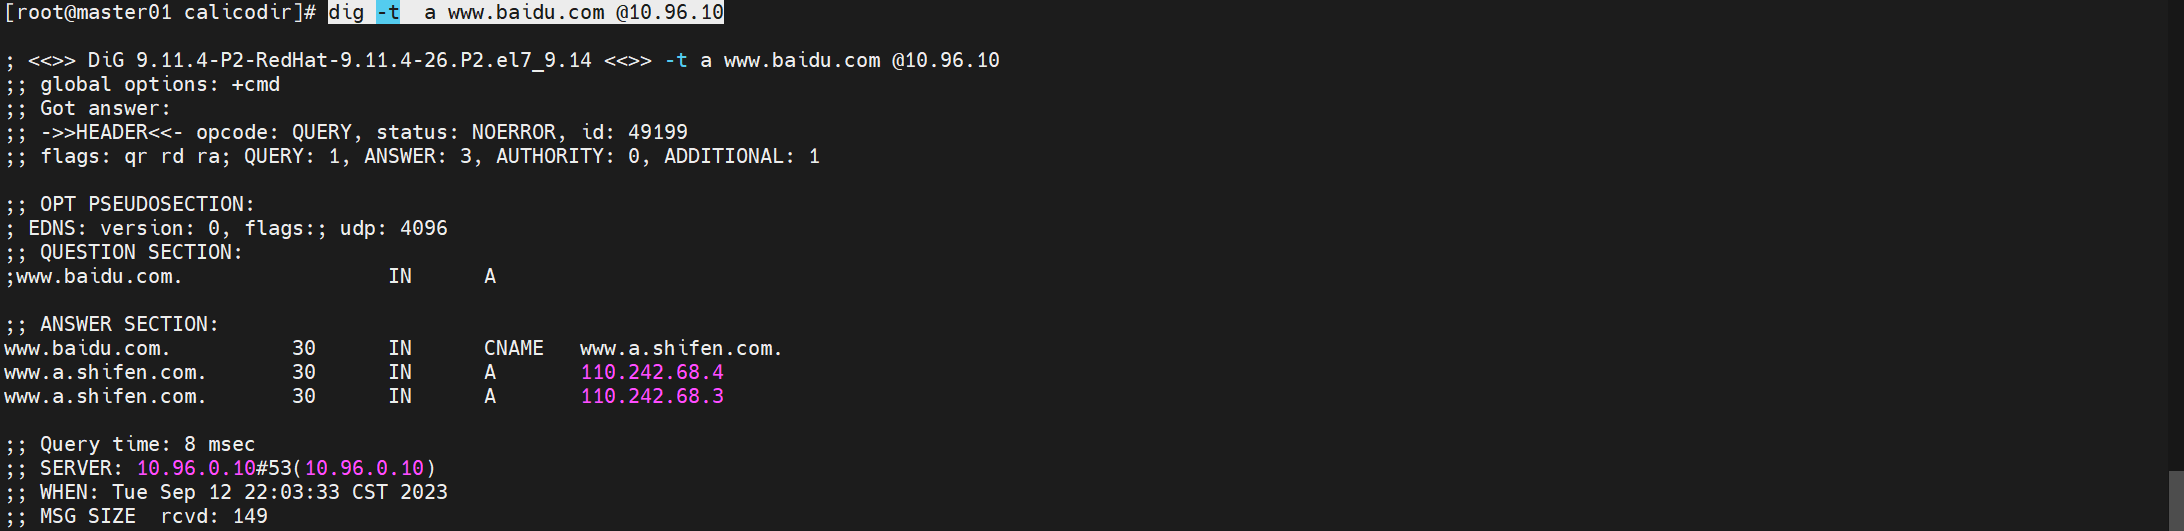 [root@master01 calicodir]# dig -t  a www.baidu.com @10.96.10
; <<>> DiG 9.11.4-P2-RedHat-9.11.4-26.P2.el7_9.14 <<>> -t a www.baidu.com @10.96.10
;; global options: +cmd
;; Got answer:
;; ->>HEADER<<- opcode: QUERY, status: NOERROR, id: 49199
;; flags: qr rd ra; QUERY: 1, ANSWER: 3, AUTHORITY: 0, ADDITIONAL: 1
;; OPT PSEUDOSECTION:
; EDNS: version: 0, flags:; udp: 4096
;; QUESTION SECTION:
;www.baidu.com.                 IN      A
;; ANSWER SECTION:
www.baidu.com.          30      IN      CNAME   www.a.shifen.com.
www.a.shifen.com.       30      IN      A       110.242.68.4
www.a.shifen.com.       30      IN      A       110.242.68.3
;; Query time: 8 msec
;; SERVER: 10.96.0.10#53(10.96.0.10)
;; WHEN: Tue Sep 12 22:03:33 CST 2023
;; MSG SIZE  rcvd: 149